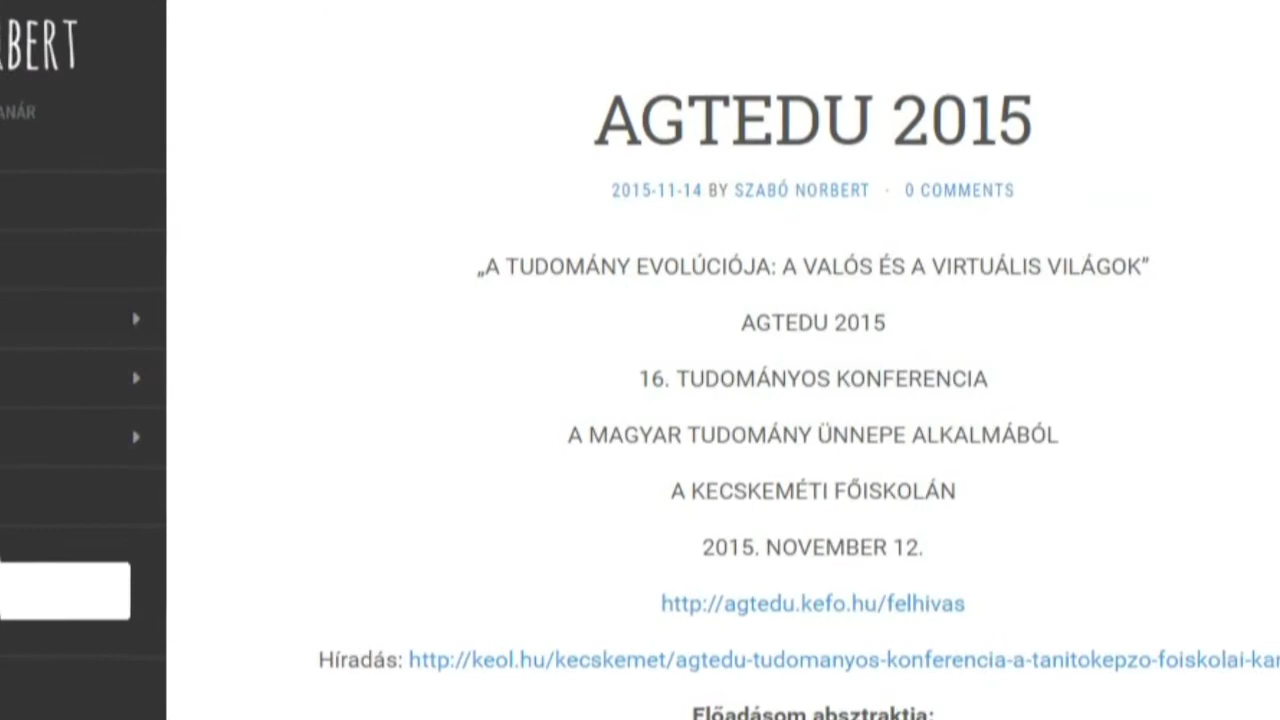 AGTEDU 2015
2015-11-14 BY SZABÓ NORBERT · 0 COMMENTS
„A TUDOMÁNY EVOLÚCIÓJA: A VALÓS ÉS A VIRTUÁLIS VILÁGOK”
AGTEDU 2015
16. TUDOMÁNYOS KONFERENCIA
A MAGYAR TUDOMÁNY ÜNNEPE ALKALMÁBÓL
A KECSKEMÉTI FŐISKOLÁN
2015. NOVEMBER 12.
http://agtedu.kefo.hu/felhivas
Híradás: http://keol.hu/kecskemet/agtedu-tudomanyos-konferencia-a-tanitokepzo-foiskolai-kar
Előadásom absztraktja: